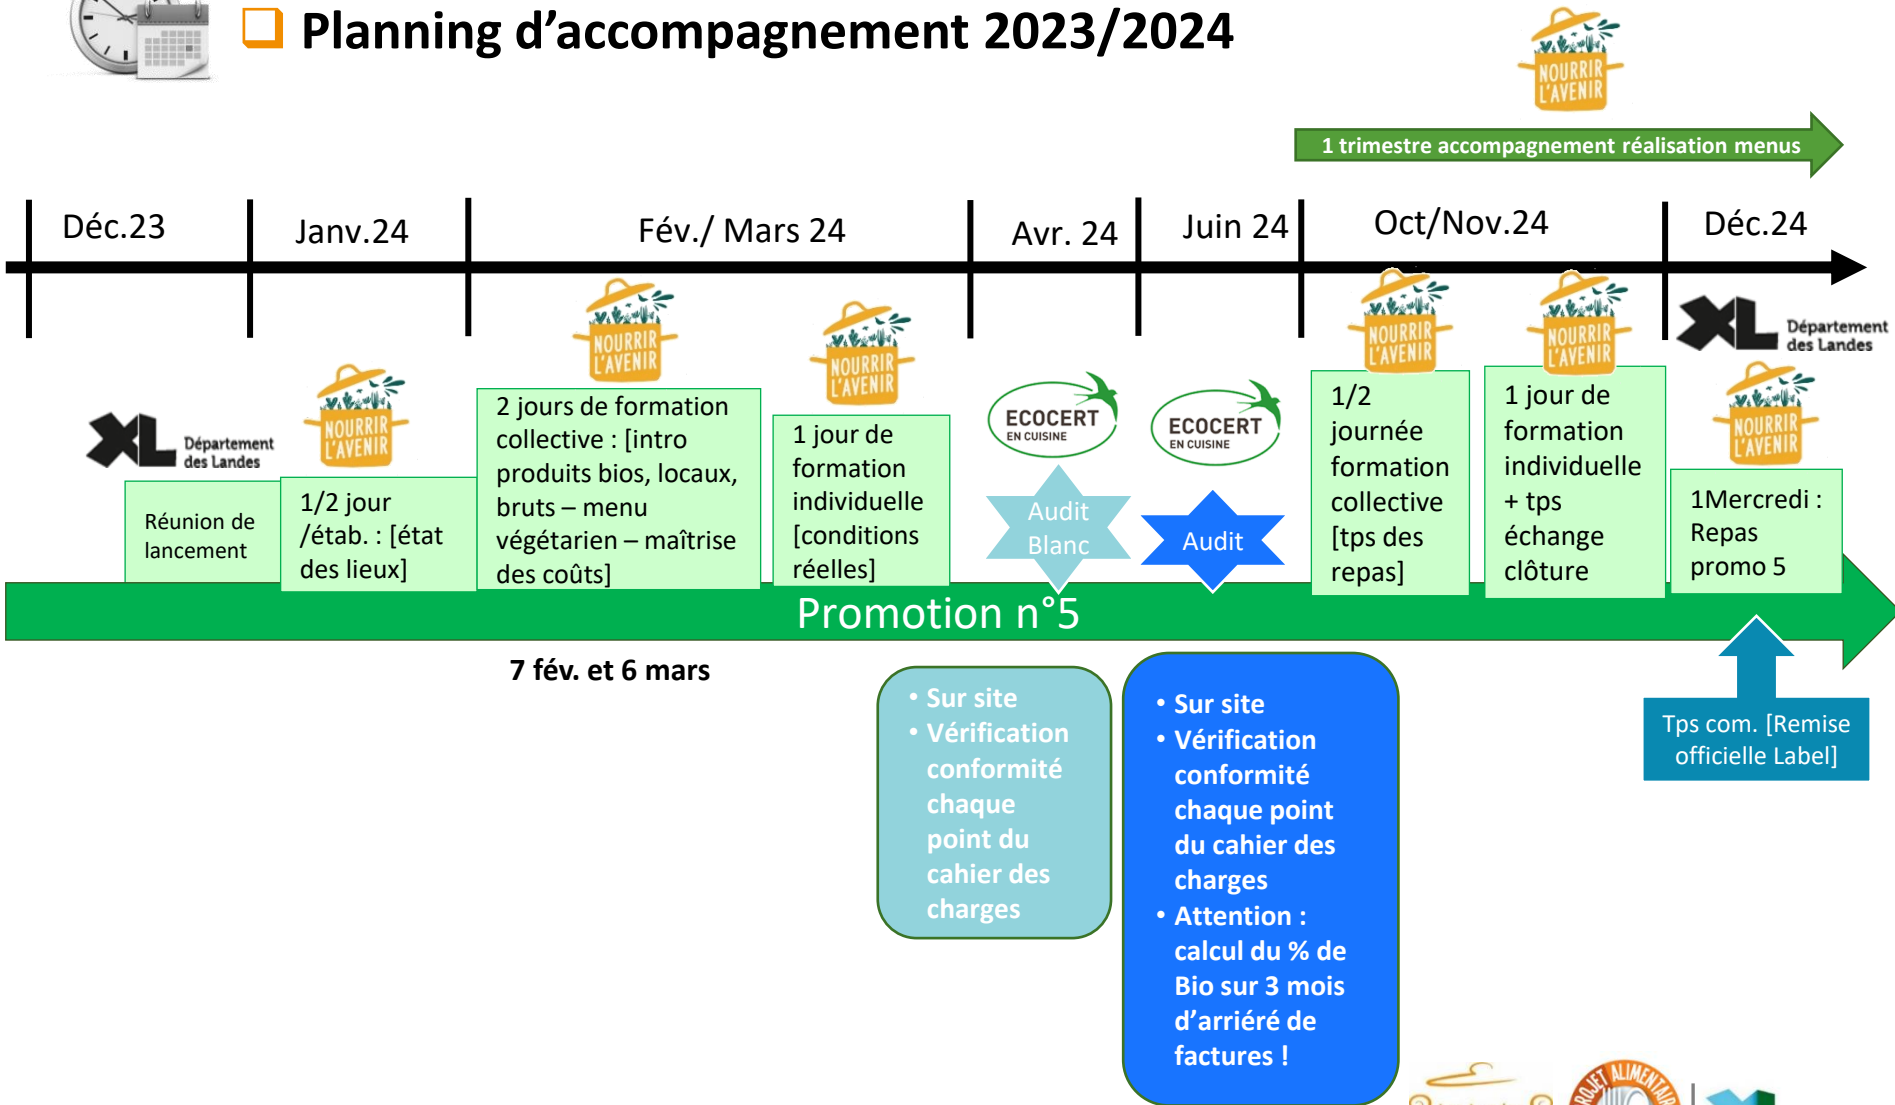 Planning d’accompagnement 2023/2024
NOURRIR
L'AVENIR
1 trimestre accompagnement réalisation menus
Déc.23
Janv.24
Fév./ Mars 24
Avr. 24
Juin 24
Oct/Nov.24
Déc.24
XL Département
des Landes
Réunion de
lancement
NOURRIR
L'AVENIR
1/2 jour
/étab. : [état
des lieux]
NOURRIR
L'AVENIR
2 jours de formation
collective : [intro
produits bios, locaux,
bruts – menu
végétarien – maîtrise
des coûts]
NOURRIR
L'AVENIR
1 jour de
formation
individuelle
[conditions
réelles]
ECOCERT
EN CUISINE
Audit
Blanc
ECOCERT
EN CUISINE
Audit
NOURRIR
L'AVENIR
1/2
journée
formation
collective
[tps des
repas]
NOURRIR
L'AVENIR
1 jour de
formation
individuelle
+ tps
échange
clôture
XL Département
des Landes
NOURRIR
L'AVENIR
1Mercredi :
Repas
promo 5
Promotion n°5
7 fév. et 6 mars
• Sur site
• Vérification
conformité
chaque
point du
cahier des
charges
• Sur site
• Vérification
conformité
chaque point
du cahier des
charges
• Attention :
calcul du % de
Bio sur 3 mois
d’arriéré de
factures !
Tps com. [Remise
officielle Label]